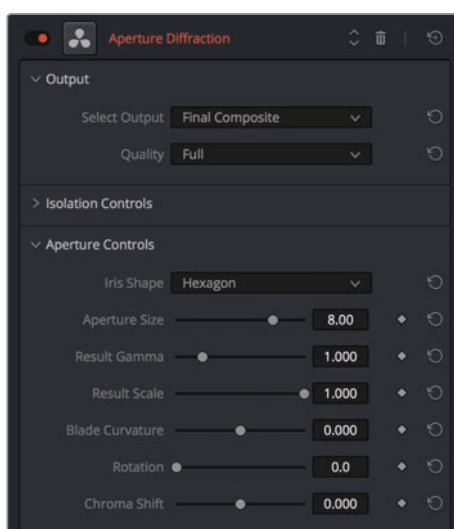 Aperture Diffraction
Output
Select Output Final Composite
Quality Full
Isolation Controls
Aperture Controls
Iris Shape Hexagon
Aperture Size 8.00
Result Gamma 1.000
Result Scale 1.000
Blade Curvature 0.000
Rotation 0.0
Chroma Shift 0.000